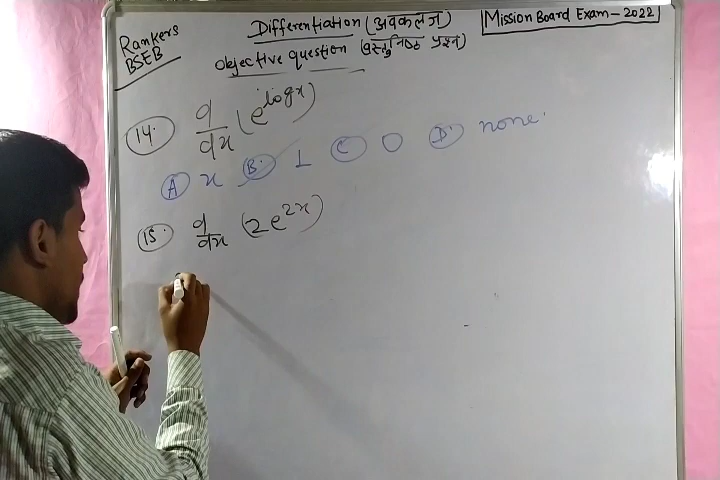 Rankers
BSEB
Differentiation (अवकलज)
Objective question (वस्तुनिष्ठ प्रश्न)
Mission Board Exam - 2022
14. d/dx (e^logx)
A x B. 1 C 0 D. none.
15. d/dx (2e^2x)